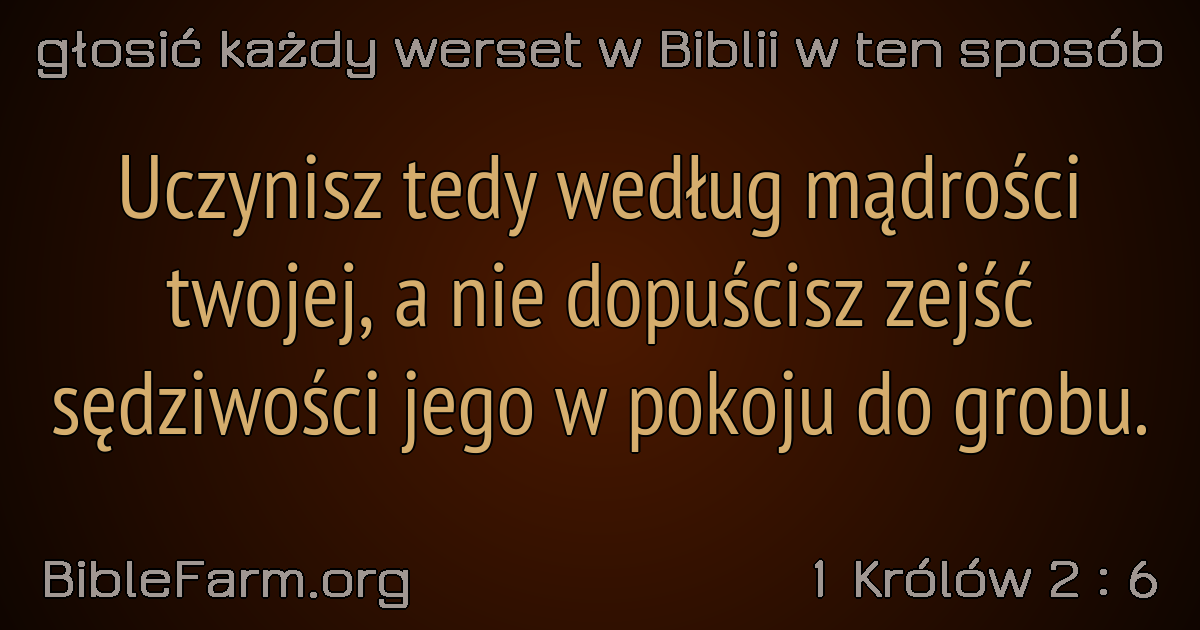 głosić każdy werset w Biblii w ten sposób
Uczynisz tedy według mądrości
twojej, a nie dopuścisz zejść
sędziwości jego w pokoju do grobu.
BibleFarm.org
1 Królów 2 : 6